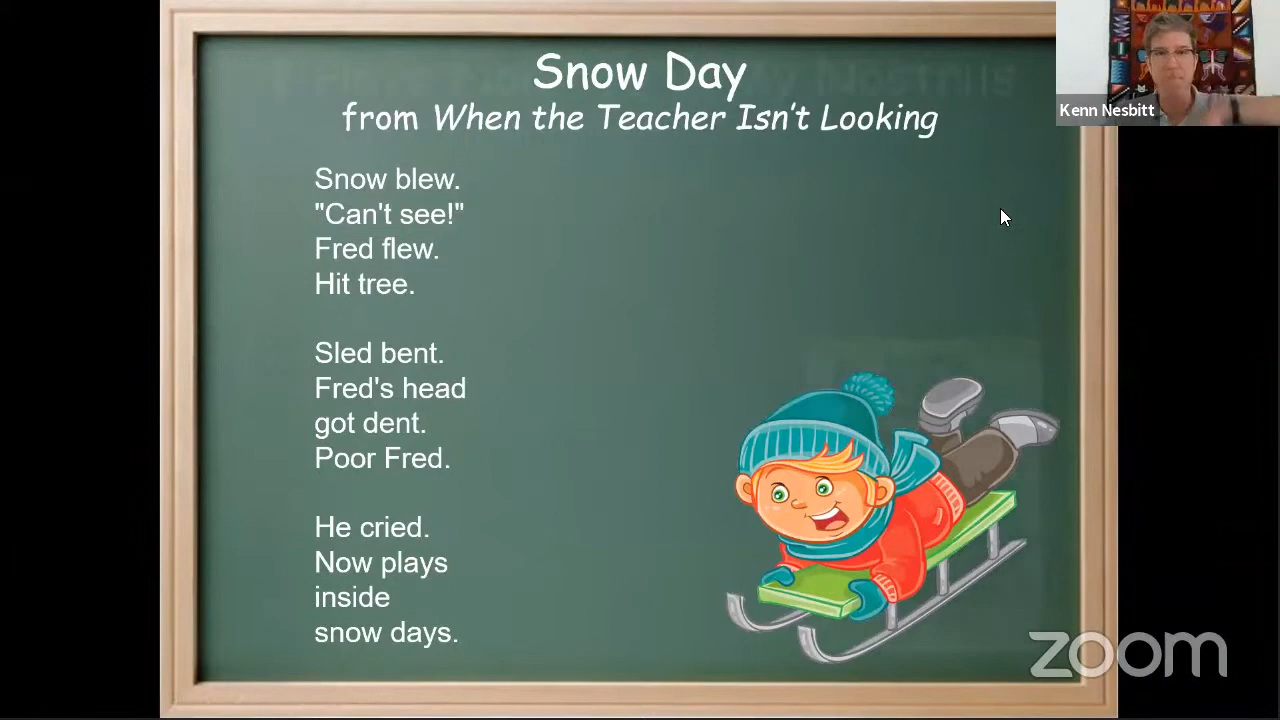 Snow Day
from When the Teacher Isn't Looking
Kenn Nesbitt
Snow blew.
"Can't see!"
Fred flew.
Hit tree.
Sled bent.
Fred's head
got dent.
Poor Fred.
He cried.
Now plays
inside
snow days.
zoom